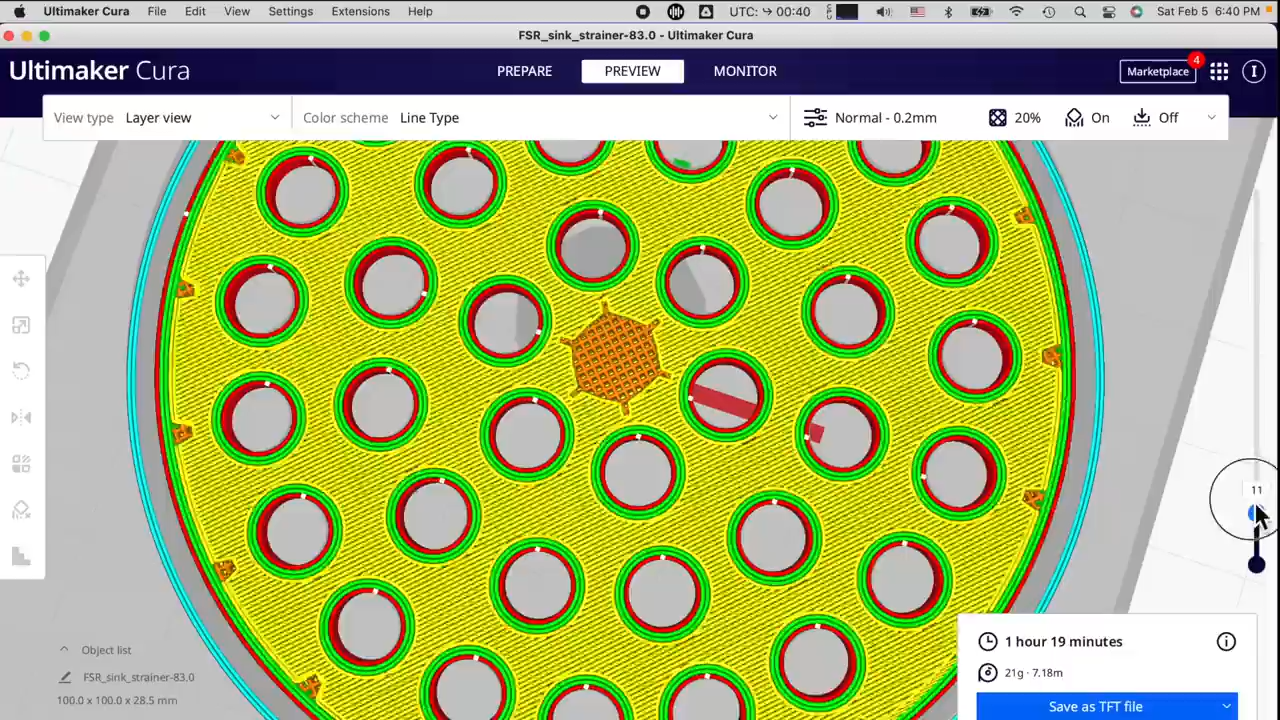 Ultimaker Cura File Edit View Settings Extensions Help UTC: ↪ 00:40 Sat Feb 5 6:40 PM
FSR_sink_strainer-83.0 - Ultimaker Cura
Ultimaker Cura PREPARE PREVIEW MONITOR Marketplace 4 I
View type Layer view Color scheme Line Type Normal - 0.2mm 20% On Off
11
1 hour 19 minutes
Object list
21g · 7.18m
FSR_sink_strainer-83.0
100.0 x 100.0 x 28.5 mm
Save as TFT file